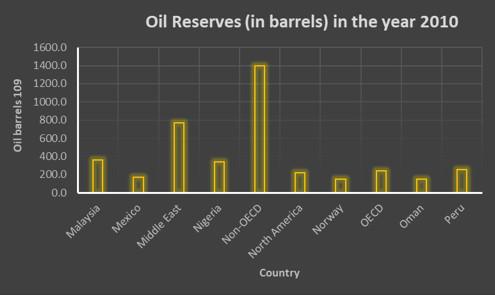 Oil Reserves (in barrels) in the year 2010
Oil barrels 109
1600.0
1400.0
1200.0
1000.0
800.0
600.0
400.0
200.0
0.0
Malaysia
Mexico
Middle East
Nigeria
Non-OECD
North America
Norway
OECD
Oman
Peru
Country